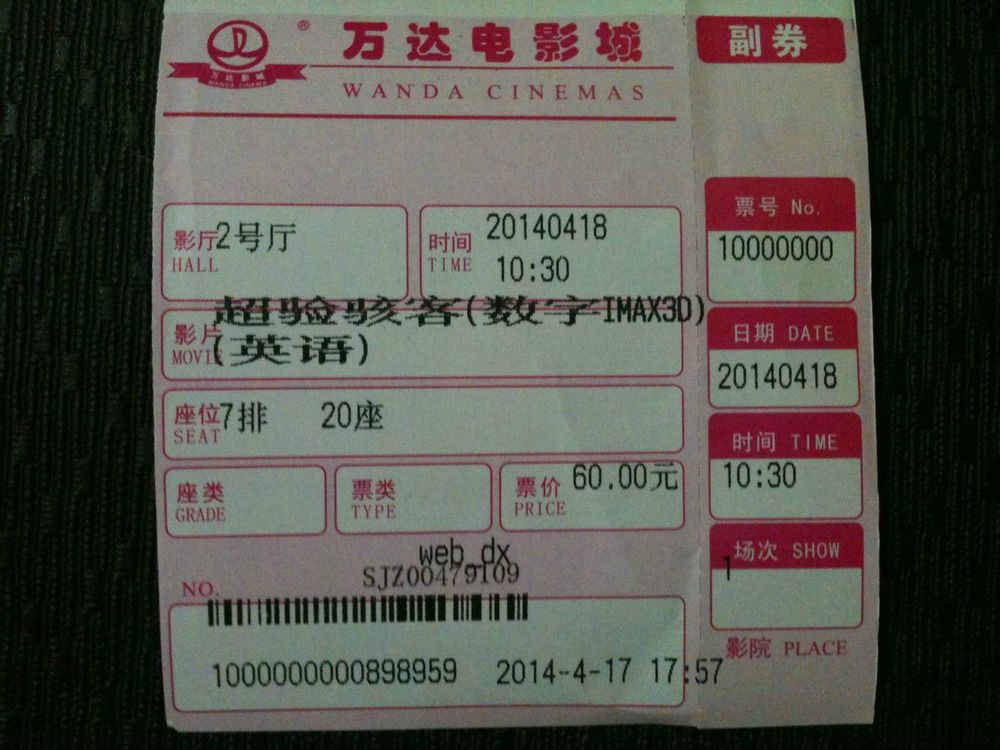 万达电影城
WANDA CINEMAS
®
万达影城
WANDA CINEMA
副券
影厅 2号厅
HALL
时间 20140418
TIME 10:30
影片 超验骇客(数字IMAX3D)
MOVIE (英语)
座位 7排 20座
SEAT
座类
GRADE
票类
TYPE
票价 60.00元
PRICE
web_dx
NO. SJZ00479109
1000000000898959 2014-4-17 17:57
票号 No.
10000000
日期 DATE
20140418
时间 TIME
10:30
场次 SHOW
1
影院 PLACE